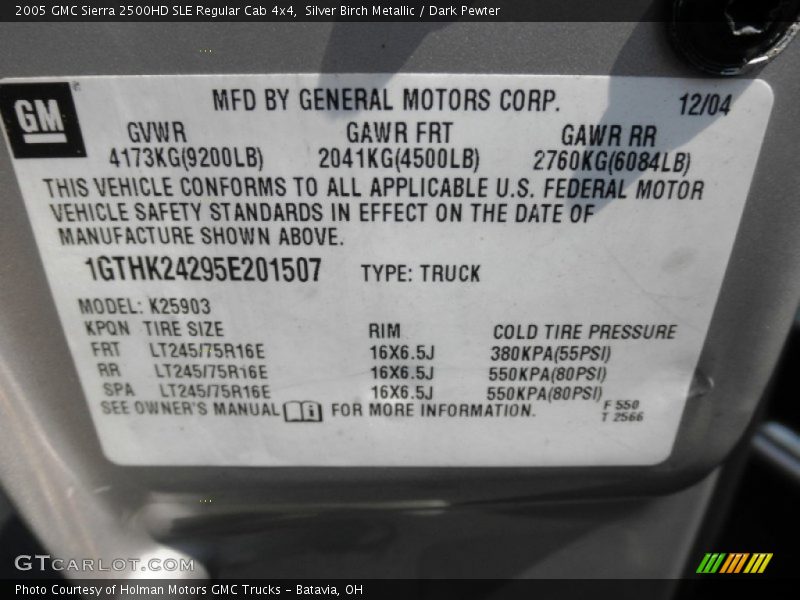 2005 GMC Sierra 2500HD SLE Regular Cab 4x4,  Silver Birch Metallic / Dark Pewter
GM
MFD BY GENERAL MOTORS CORP. 12/04
GVWR GAWR FRT GAWR RR
4173KG(9200LB) 2041KG(4500LB) 2760KG(6084LB)
THIS VEHICLE CONFORMS TO ALL APPLICABLE U.S. FEDERAL MOTOR
VEHICLE SAFETY STANDARDS IN EFFECT ON THE DATE OF
MANUFACTURE SHOWN ABOVE.
1GTHK24295E201507 TYPE: TRUCK
MODEL: K25903
KPQN TIRE SIZE RIM COLD TIRE PRESSURE
FRT LT245/75R16E 16X6.5J 380KPA(55PSI)
RR LT245/75R16E 16X6.5J 550KPA(80PSI)
SPA LT245/75R16E 16X6.5J 550KPA(80PSI)
SEE OWNER'S MANUAL FOR MORE INFORMATION.
F 550
T 2566
GTCARLOT.COM
Photo Courtesy of Holman Motors GMC Trucks – Batavia, OH